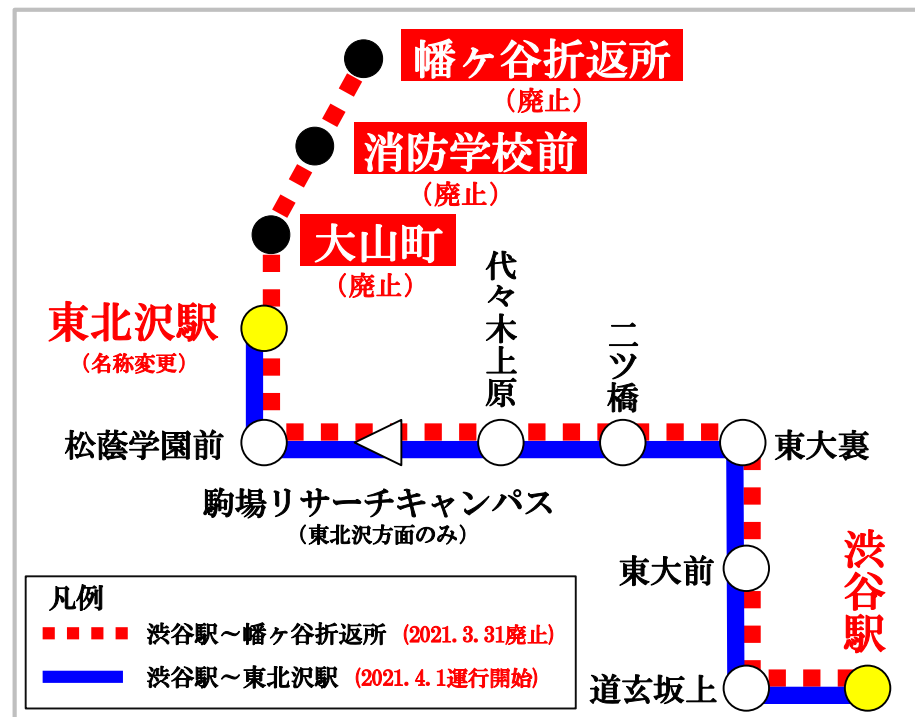 幡ヶ谷折返所
（廃止）
消防学校前
（廃止）
大山町
（廃止）
東北沢駅
（名称変更）
代々木上原
二ツ橋
松蔭学園前
東大裏
駒場リサーチキャンパス
（東北沢方面のみ）
東大前
渋谷駅
道玄坂上
凡例
渋谷駅～幡ヶ谷折返所 (2021.3.31廃止)
渋谷駅～東北沢駅 (2021.4.1運行開始)